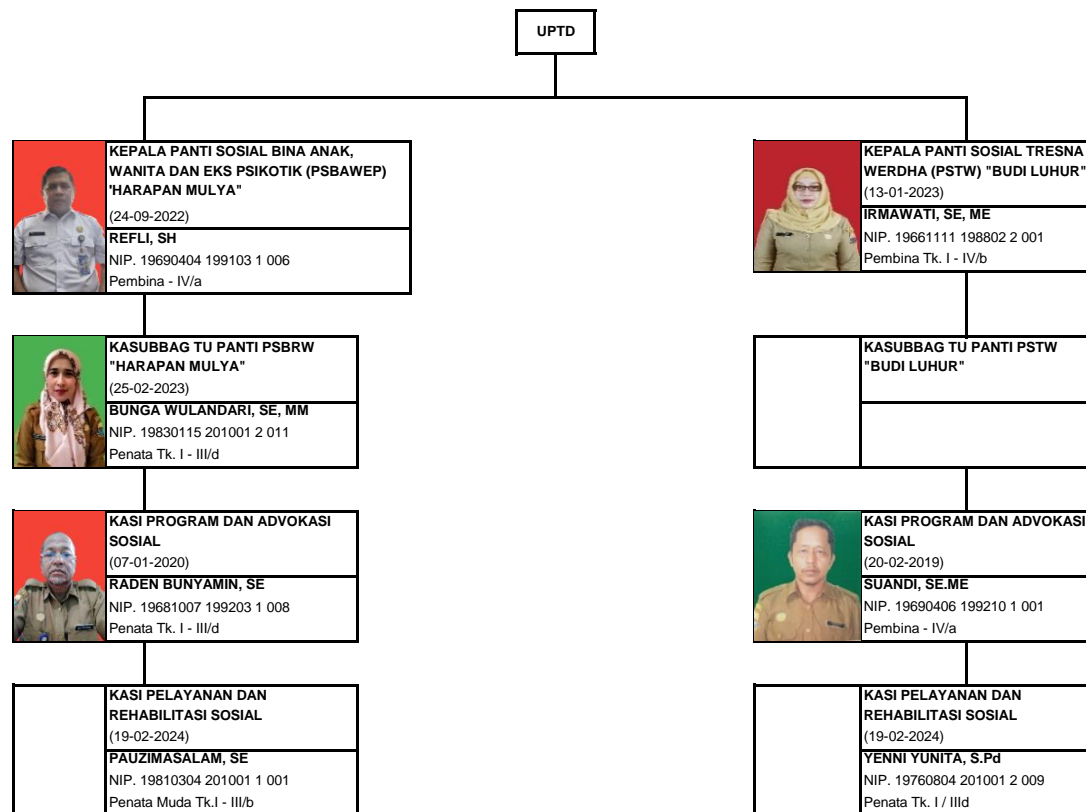 UPTD
KEPALA PANTI SOSIAL BINA ANAK,
WANITA DAN EKS PSIKOTIK (PSBAWEP)
'HARAPAN MULYA"
(24-09-2022)
REFLI, SH
NIP. 19690404 199103 1 006
Pembina - IV/a
KASUBBAG TU PANTI PSBRW
"HARAPAN MULYA"
(25-02-2023)
BUNGA WULANDARI, SE, MM
NIP. 19830115 201001 2 011
Penata Tk. I - III/d
KASI PROGRAM DAN ADVOKASI
SOSIAL
(07-01-2020)
RADEN BUNYAMIN, SE
NIP. 19681007 199203 1 008
Penata Tk. I - III/d
KASI PELAYANAN DAN
REHABILITASI SOSIAL
(19-02-2024)
PAUZIMASALAM, SE
NIP. 19810304 201001 1 001
Penata Muda Tk.I - III/b
KEPALA PANTI SOSIAL TRESNA
WERDHA (PSTW) "BUDI LUHUR"
(13-01-2023)
IRMAWATI, SE, ME
NIP. 19661111 198802 2 001
Pembina Tk. I - IV/b
KASUBBAG TU PANTI PSTW
"BUDI LUHUR"
KASI PROGRAM DAN ADVOKASI
SOSIAL
(20-02-2019)
SUANDI, SE.ME
NIP. 19690406 199210 1 001
Pembina - IV/a
KASI PELAYANAN DAN
REHABILITASI SOSIAL
(19-02-2024)
YENNI YUNITA, S.Pd
NIP. 19760804 201001 2 009
Penata Tk. I / IIId